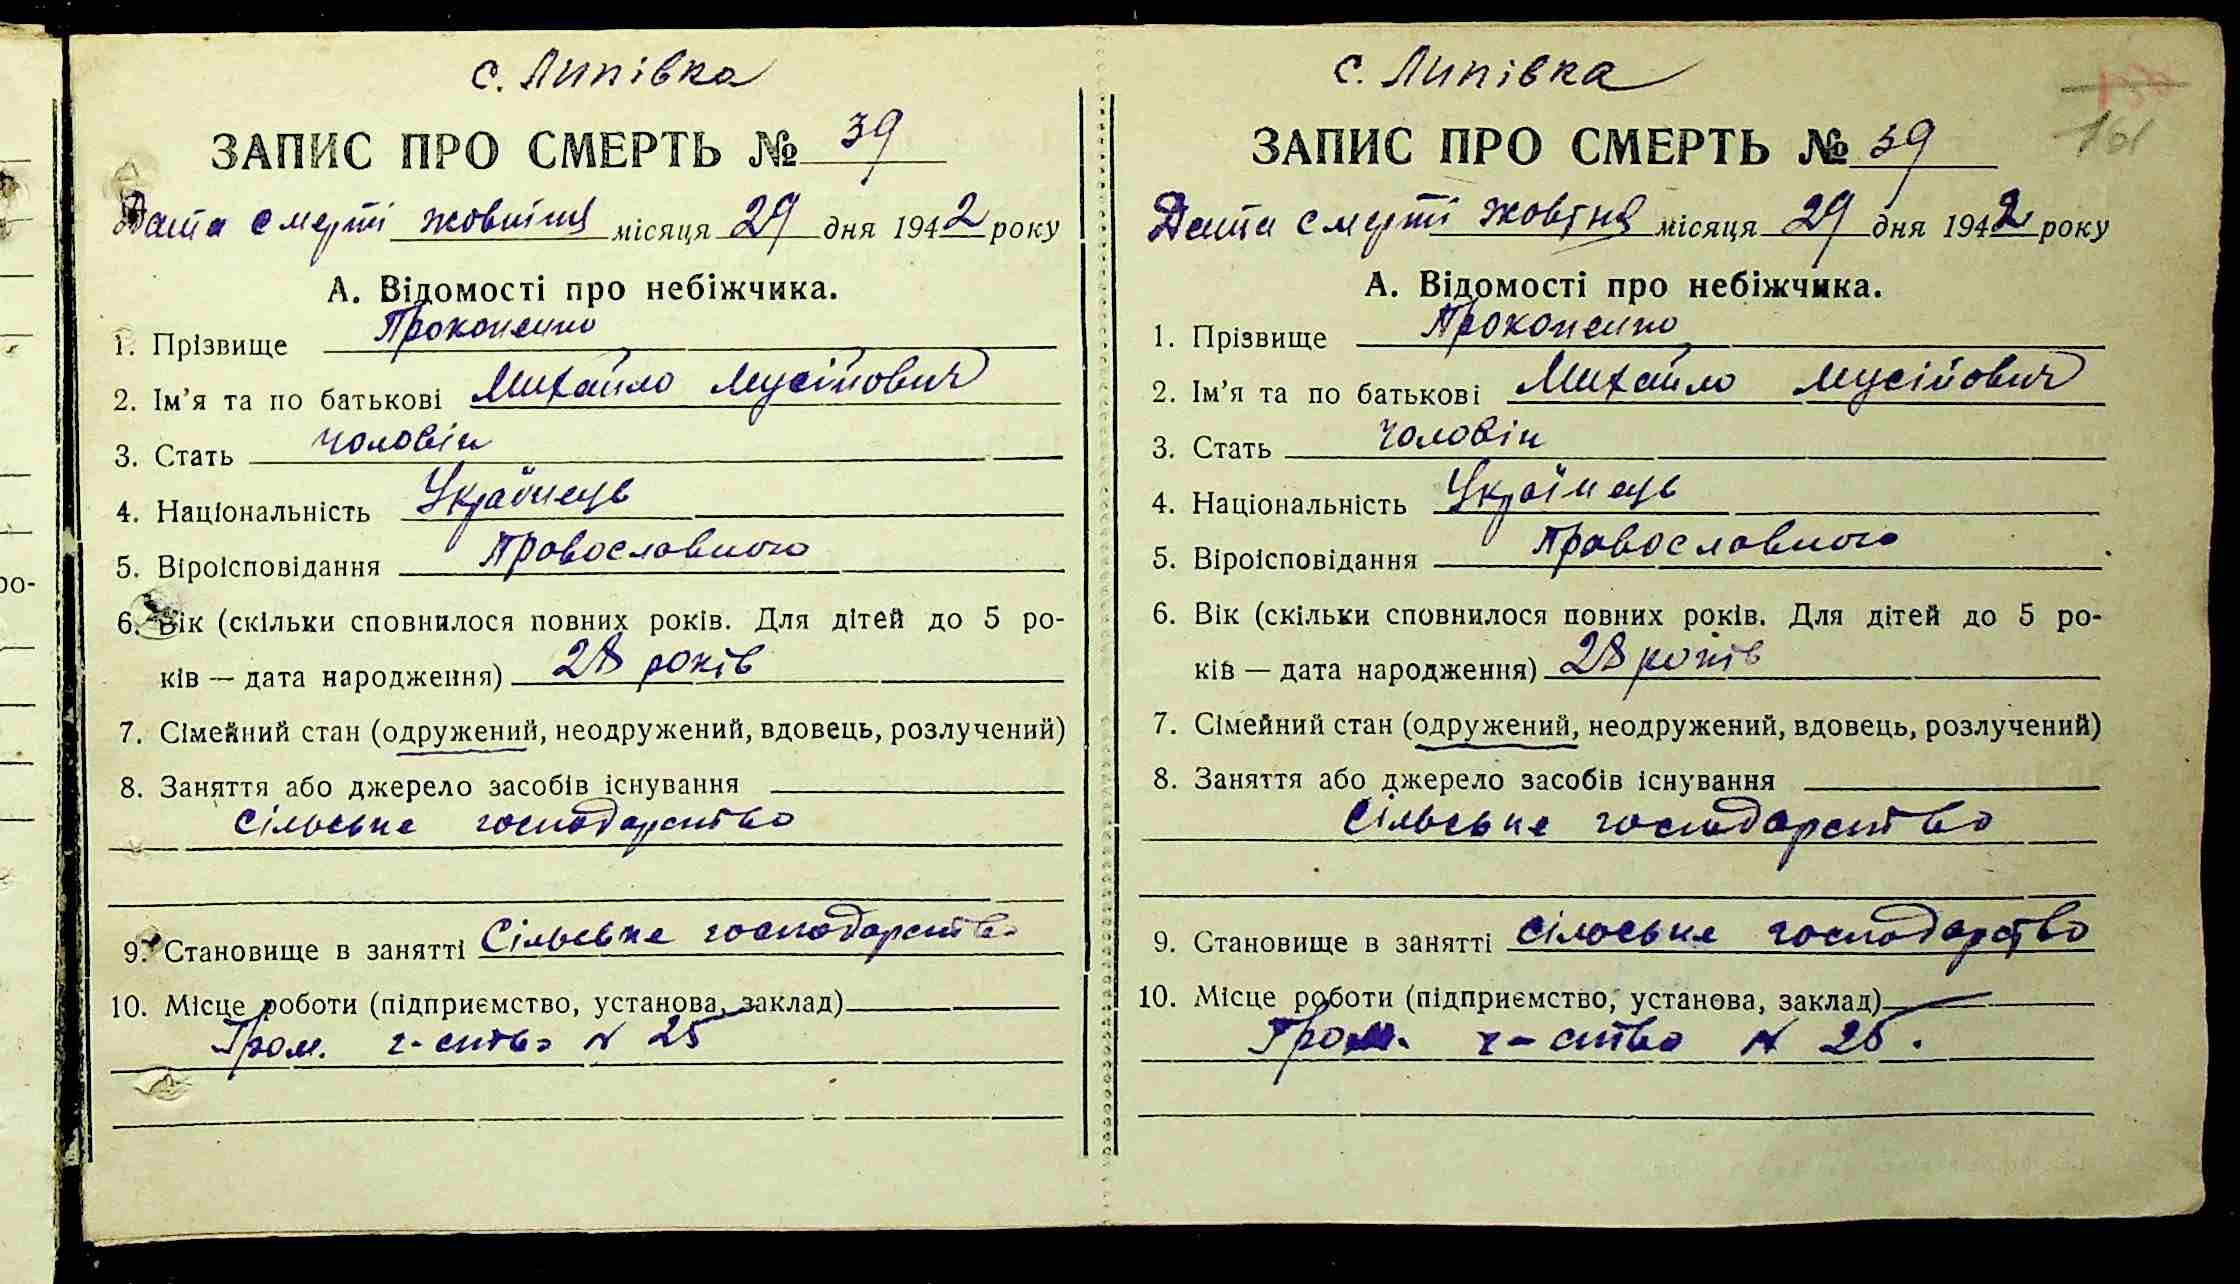 с. Липівка
ЗАПИС ПРО СМЕРТЬ № 39
Дата смерті жовтня місяця 29 дня 1942 року
А. Відомості про небіжчика.
1. Прізвище Прокопенко
2. Ім'я та по батькові Михайло Мусійович
3. Стать чоловік
4. Національність Українець
5. Віроісповідання Православного
6. Вік (скільки сповнилося повних років. Для дітей до 5 ро-
ків — дата народження) 28 років
7. Сімейний стан (одружений, неодружений, вдовець, розлучений)
8. Заняття або джерело засобів існування
Сільське господарство
9. Становище в занятті Сільське господарство
10. Місце роботи (підприємство, установа, заклад)
Гром. г-ство № 25
с. Липівка
161
ЗАПИС ПРО СМЕРТЬ № 39
Дата смерті жовтня місяця 29 дня 1942 року
А. Відомості про небіжчика.
1. Прізвище Прокопенко
2. Ім'я та по батькові Михайло Мусійович
3. Стать чоловік
4. Національність Українець
5. Віроісповідання Православного
6. Вік (скільки сповнилося повних років. Для дітей до 5 ро-
ків — дата народження) 28 років
7. Сімейний стан (одружений, неодружений, вдовець, розлучений)
8. Заняття або джерело засобів існування
Сільське господарство
9. Становище в занятті Сільське господарство
10. Місце роботи (підприємство, установа, заклад)
Гром. г-ство № 25.